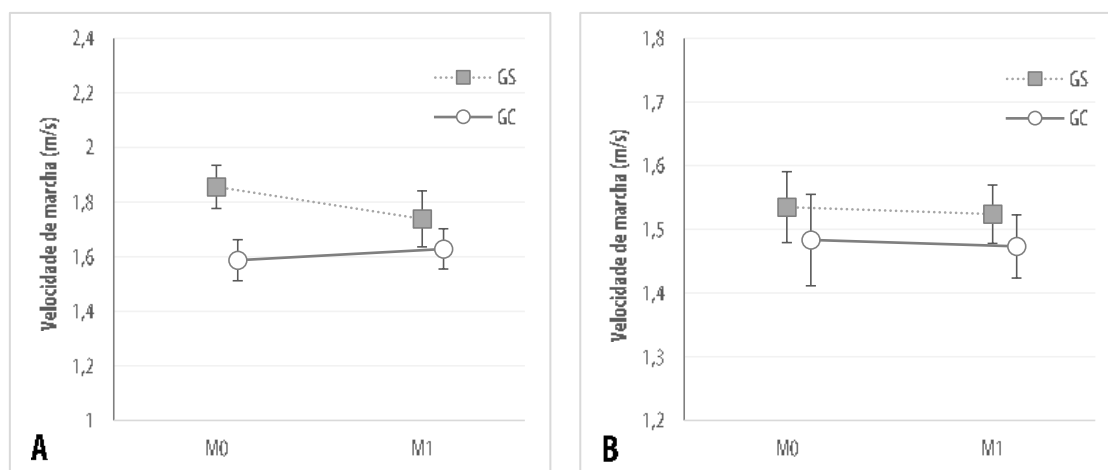 Velocidade de marcha (m/s)
2,4
2,2
2
1,8
1,6
1,4
1,2
1
GS
GC
M0
M1
A
Velocidade de marcha (m/s)
1,8
1,7
1,6
1,5
1,4
1,3
1,2
GS
GC
M0
M1
B